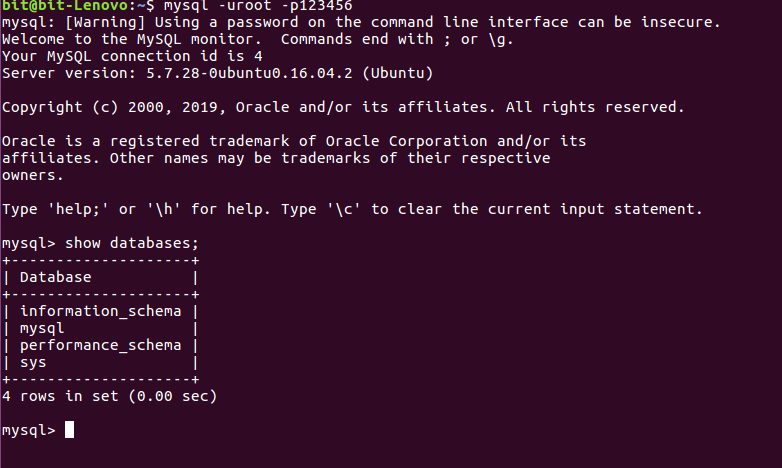 bit@bit-Lenovo:~$ mysql -uroot -p123456
mysql: [Warning] Using a password on the command line interface can be insecure.
Welcome to the MySQL monitor.  Commands end with ; or \g.
Your MySQL connection id is 4
Server version: 5.7.28-0ubuntu0.16.04.2 (Ubuntu)
Copyright (c) 2000, 2019, Oracle and/or its affiliates. All rights reserved.
Oracle is a registered trademark of Oracle Corporation and/or its
affiliates. Other names may be trademarks of their respective
owners.
Type 'help;' or '\h' for help. Type '\c' to clear the current input statement.
mysql> show databases;
+--------------------+
| Database           |
+--------------------+
| information_schema |
| mysql              |
| performance_schema |
| sys                |
+--------------------+
4 rows in set (0.00 sec)
mysql>